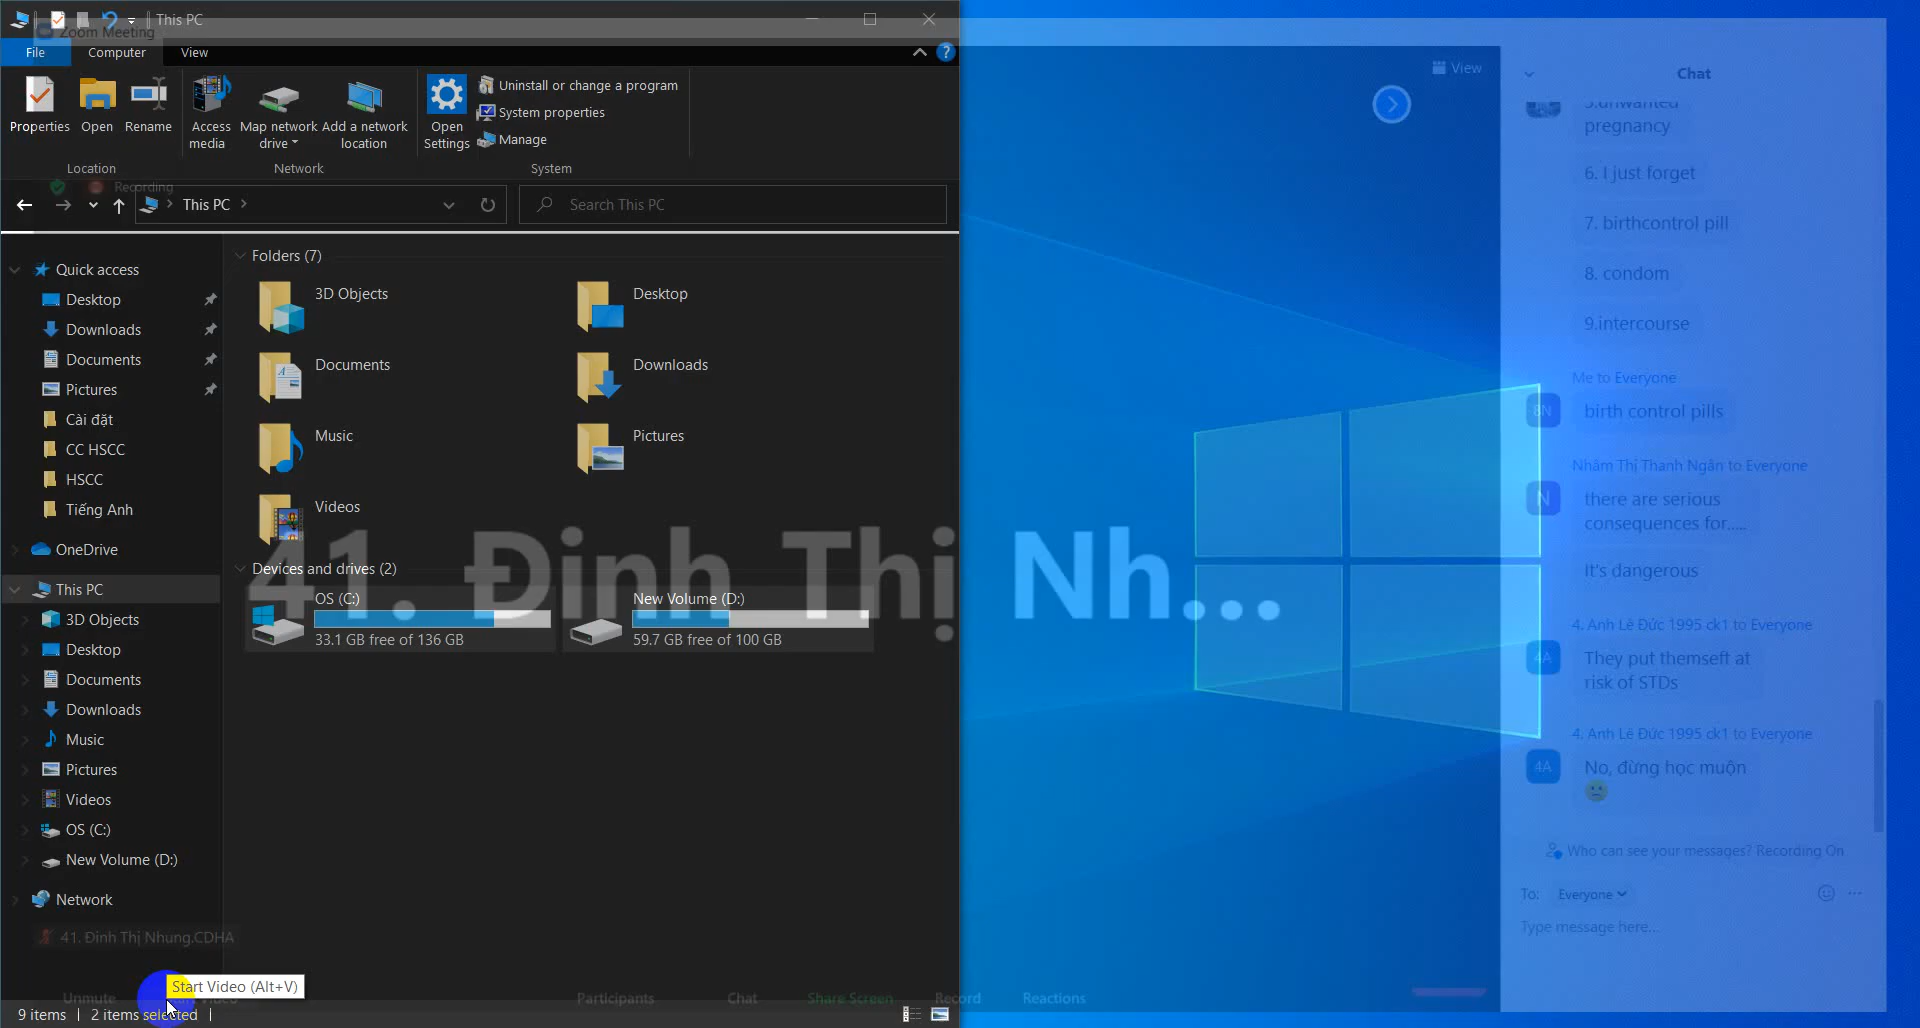 This PC
Zoom Meeting
File
Computer
View
Properties
Open
Rename
Access
media
Map network
drive
Add a network
location
Open
Settings
Uninstall or change a program
System properties
Manage
Location
Network
System
Recording
This PC
Search This PC
Quick access
Desktop
Downloads
Documents
Pictures
Cài đặt
CC HSCC
HSCC
Tiếng Anh
OneDrive
This PC
3D Objects
Desktop
Documents
Downloads
Music
Pictures
Videos
OS (C:)
New Volume (D:)
Network
Folders (7)
3D Objects
Desktop
Documents
Downloads
Music
Pictures
Videos
Devices and drives (2)
OS (C:)
33.1 GB free of 136 GB
New Volume (D:)
59.7 GB free of 100 GB
41. Đinh Thị Nh...
41. Đinh Thị Nhung.CDHA
Start Video (Alt+V)
Unmute
Participants
Chat
Share Screen
Record
Reactions
9 items
2 items selected
View
Chat
5.unwanted
pregnancy
6. I just forget
7. birthcontrol pill
8. condom
9.intercourse
Me to Everyone
8N
birth control pills
Nhâm Thị Thanh Ngân to Everyone
N
there are serious
consequences for.....
It's dangerous
4. Anh Lê Đức 1995 ck1 to Everyone
4A
They put themseft at
risk of STDs
4. Anh Lê Đức 1995 ck1 to Everyone
4A
No, đừng học muộn
Who can see your messages? Recording On
To: Everyone
Type message here...